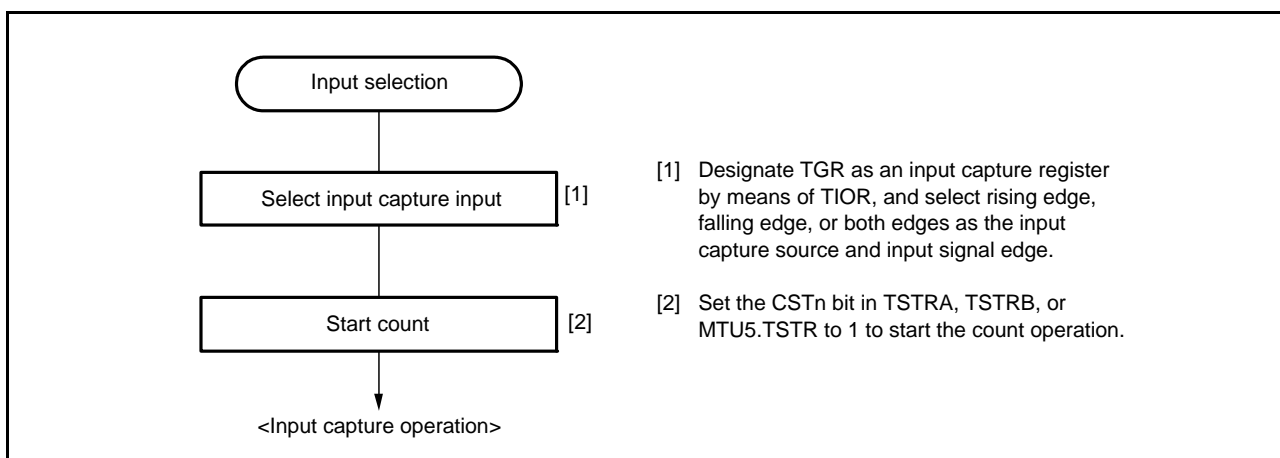 Input selection
Select input capture input
[1]
Start count
[2]
<Input capture operation>
[1] Designate TGR as an input capture register
by means of TIOR, and select rising edge,
falling edge, or both edges as the input
capture source and input signal edge.
[2] Set the CSTn bit in TSTRA, TSTRB, or
MTU5.TSTR to 1 to start the count operation.